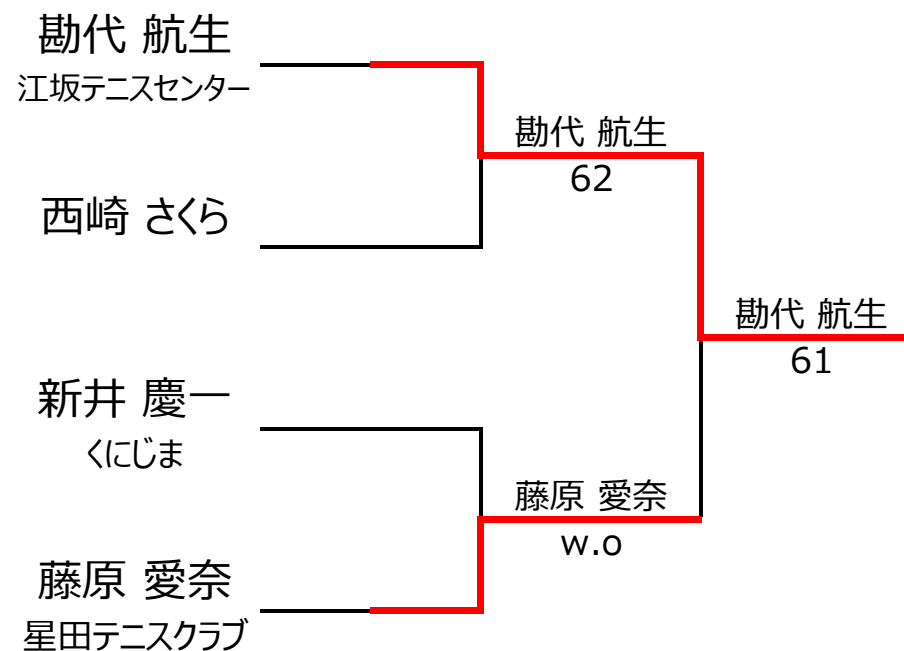 勘代 航生
江坂テニスセンター
西崎 さくら
新井 慶一
くにじま
藤原 愛奈
星田テニスクラブ
勘代 航生
62
藤原 愛奈
w.o
勘代 航生
61